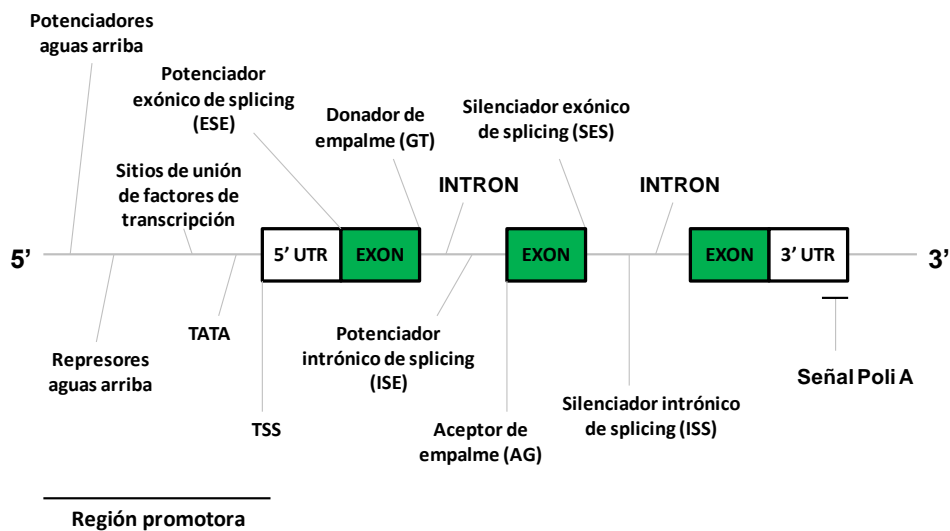 Potenciadores
aguas arriba
Potenciador
exónico de splicing
(ESE)
Donador de
empalme (GT)
Silenciador exónico
de splicing (SES)
Sitios de unión
de factores de
transcripción
INTRON
INTRON
5’
5’ UTR
EXON
EXON
EXON
3’ UTR
3’
TATA
Represores
aguas arriba
Potenciador
intrónico de splicing
(ISE)
Señal Poli A
TSS
Aceptor de
empalme (AG)
Silenciador intrónico
de splicing (ISS)
Región promotora